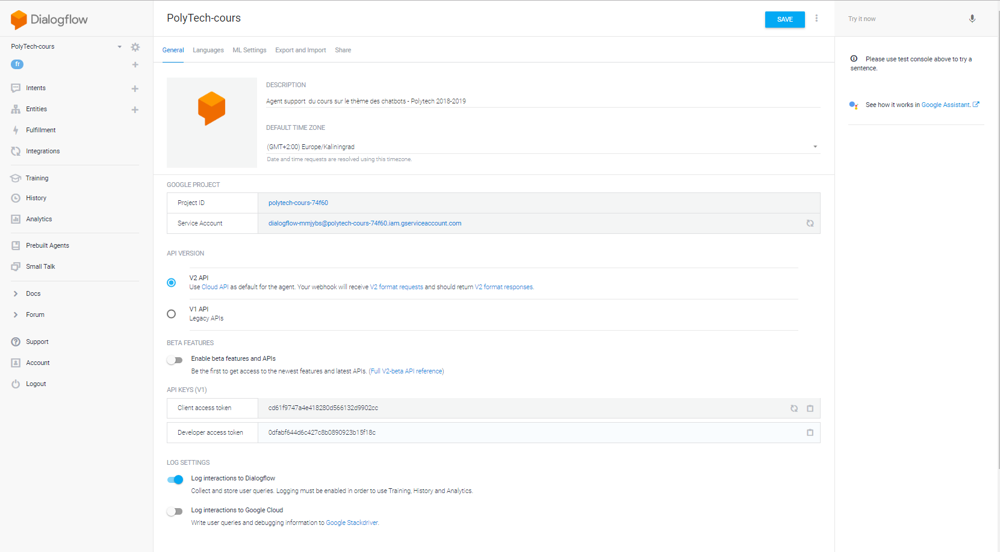 Dialogflow
PolyTech-cours
fr
Intents
Entities
Fulfillment
Integrations
Training
History
Analytics
Prebuilt Agents
Small Talk
Docs
Forum
Support
Account
Logout
PolyTech-cours
SAVE
General Languages ML Settings Export and Import Share
DESCRIPTION
Agent support du cours sur le thème des chatbots - Polytech 2018-2019
DEFAULT TIME ZONE
(GMT+2:00) Europe/Kaliningrad
Date and time requests are resolved using this timezone.
GOOGLE PROJECT
Project ID polytech-cours-74f60
Service Account dialogflow-mmjybs@polytech-cours-74f60.iam.gserviceaccount.com
API VERSION
V2 API
Use Cloud API as default for the agent. Your webhook will receive V2 format requests and should return V2 format responses.
V1 API
Legacy APIs
BETA FEATURES
Enable beta features and APIs
Be the first to get access to the newest features and latest APIs. (Full V2-beta API reference)
API KEYS (V1)
Client access token cd61f9747a4e418280d566132d9902cc
Developer access token 0dfabf644d6c427c8b0890923b15f18c
LOG SETTINGS
Log interactions to Dialogflow
Collect and store user queries. Logging must be enabled in order to use Training, History and Analytics.
Log interactions to Google Cloud
Write user queries and debugging information to Google Stackdriver.
Try it now
Please use test console above to try a
sentence.
See how it works in Google Assistant.